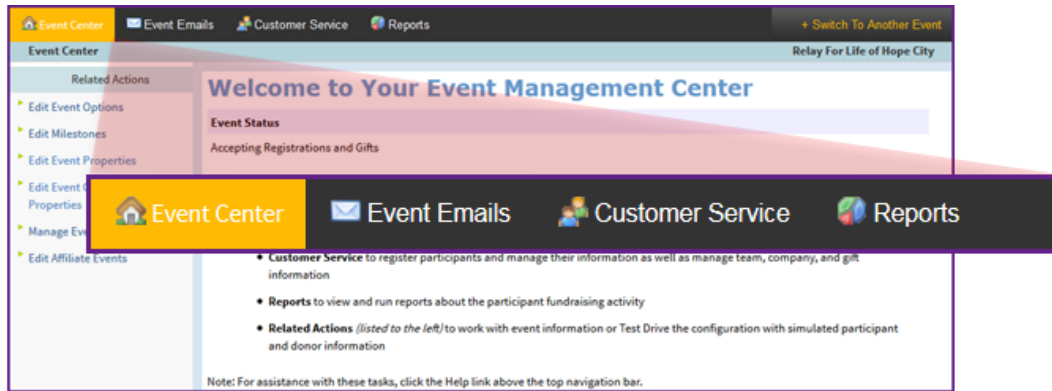 Event Center Event Emails Customer Service Reports + Switch To Another Event
Event Center Relay For Life of Hope City
Related Actions
Edit Event Options
Edit Milestones
Edit Event Properties
Edit Event
Properties
Manage
Edit Affiliate Events
Welcome to Your Event Management Center
Event Status
Accepting Registrations and Gifts
Event Center Event Emails Customer Service Reports
• Customer Service to register participants and manage their information as well as manage team, company, and gift
information
• Reports to view and run reports about the participant fundraising activity
• Related Actions (listed to the left) to work with event information or Test Drive the configuration with simulated participant
and donor information
Note: For assistance with these tasks, click the Help link above the top navigation bar.